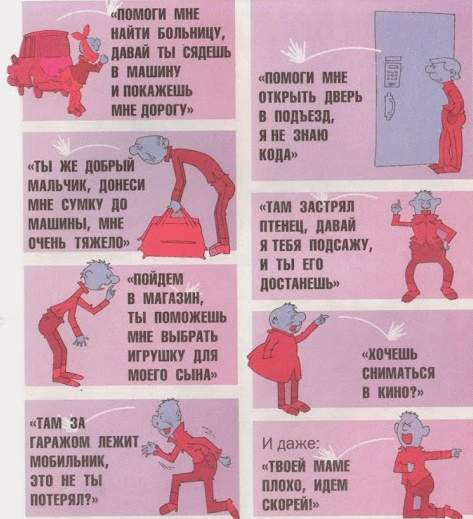 «ПОМОГИ МНЕ
НАЙТИ БОЛЬНИЦУ,
ДАВАЙ ТЫ СЯДЕШЬ
В МАШИНУ
И ПОКАЖЕШЬ
МНЕ ДОРОГУ»
«ТЫ ЖЕ ДОБРЫЙ
МАЛЬЧИК, ДОНЕСИ
МНЕ СУМКУ ДО
МАШИНЫ, МНЕ
ОЧЕНЬ ТЯЖЕЛО»
«ПОЙДЕМ
В МАГАЗИН,
ТЫ ПОМОЖЕШЬ
МНЕ ВЫБРАТЬ
ИГРУШКУ ДЛЯ
МОЕГО СЫНА»
«ТАМ ЗА
ГАРАЖОМ ЛЕЖИТ
МОБИЛЬНИК,
ЭТО НЕ ТЫ
ПОТЕРЯЛ?»
«ПОМОГИ МНЕ
ОТКРЫТЬ ДВЕРЬ
В ПОДЪЕЗД,
Я НЕ ЗНАЮ
КОДА»
«ТАМ ЗАСТРЯЛ
ПТЕНЕЦ, ДАВАЙ
Я ТЕБЯ ПОДСАЖУ,
И ТЫ ЕГО
ДОСТАНЕШЬ»
«ХОЧЕШЬ
СНИМАТЬСЯ
В КИНО?»
И даже:
«ТВОЕЙ МАМЕ
ПЛОХО, ИДЕМ
СКОРЕЙ!»